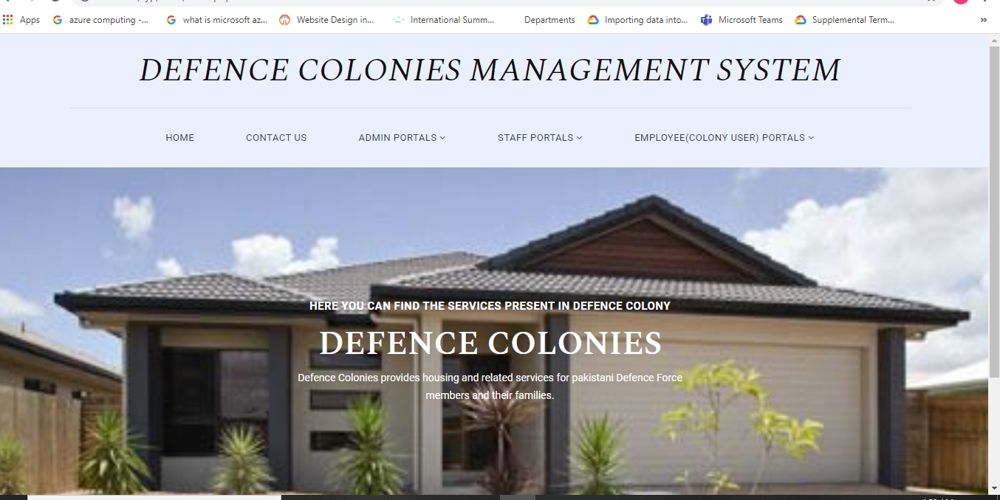 Apps
azure computing -...
what is microsoft az...
Website Design in...
International Summ...
Departments
Importing data into...
Microsoft Teams
Supplemental Term...
»
DEFENCE COLONIES MANAGEMENT SYSTEM
HOME
CONTACT US
ADMIN PORTALS
STAFF PORTALS
EMPLOYEE(COLONY USER) PORTALS
HERE YOU CAN FIND THE SERVICES PRESENT IN DEFENCE COLONY
DEFENCE COLONIES
Defence Colonies provides housing and related services for pakistani Defence Force
members and their families.